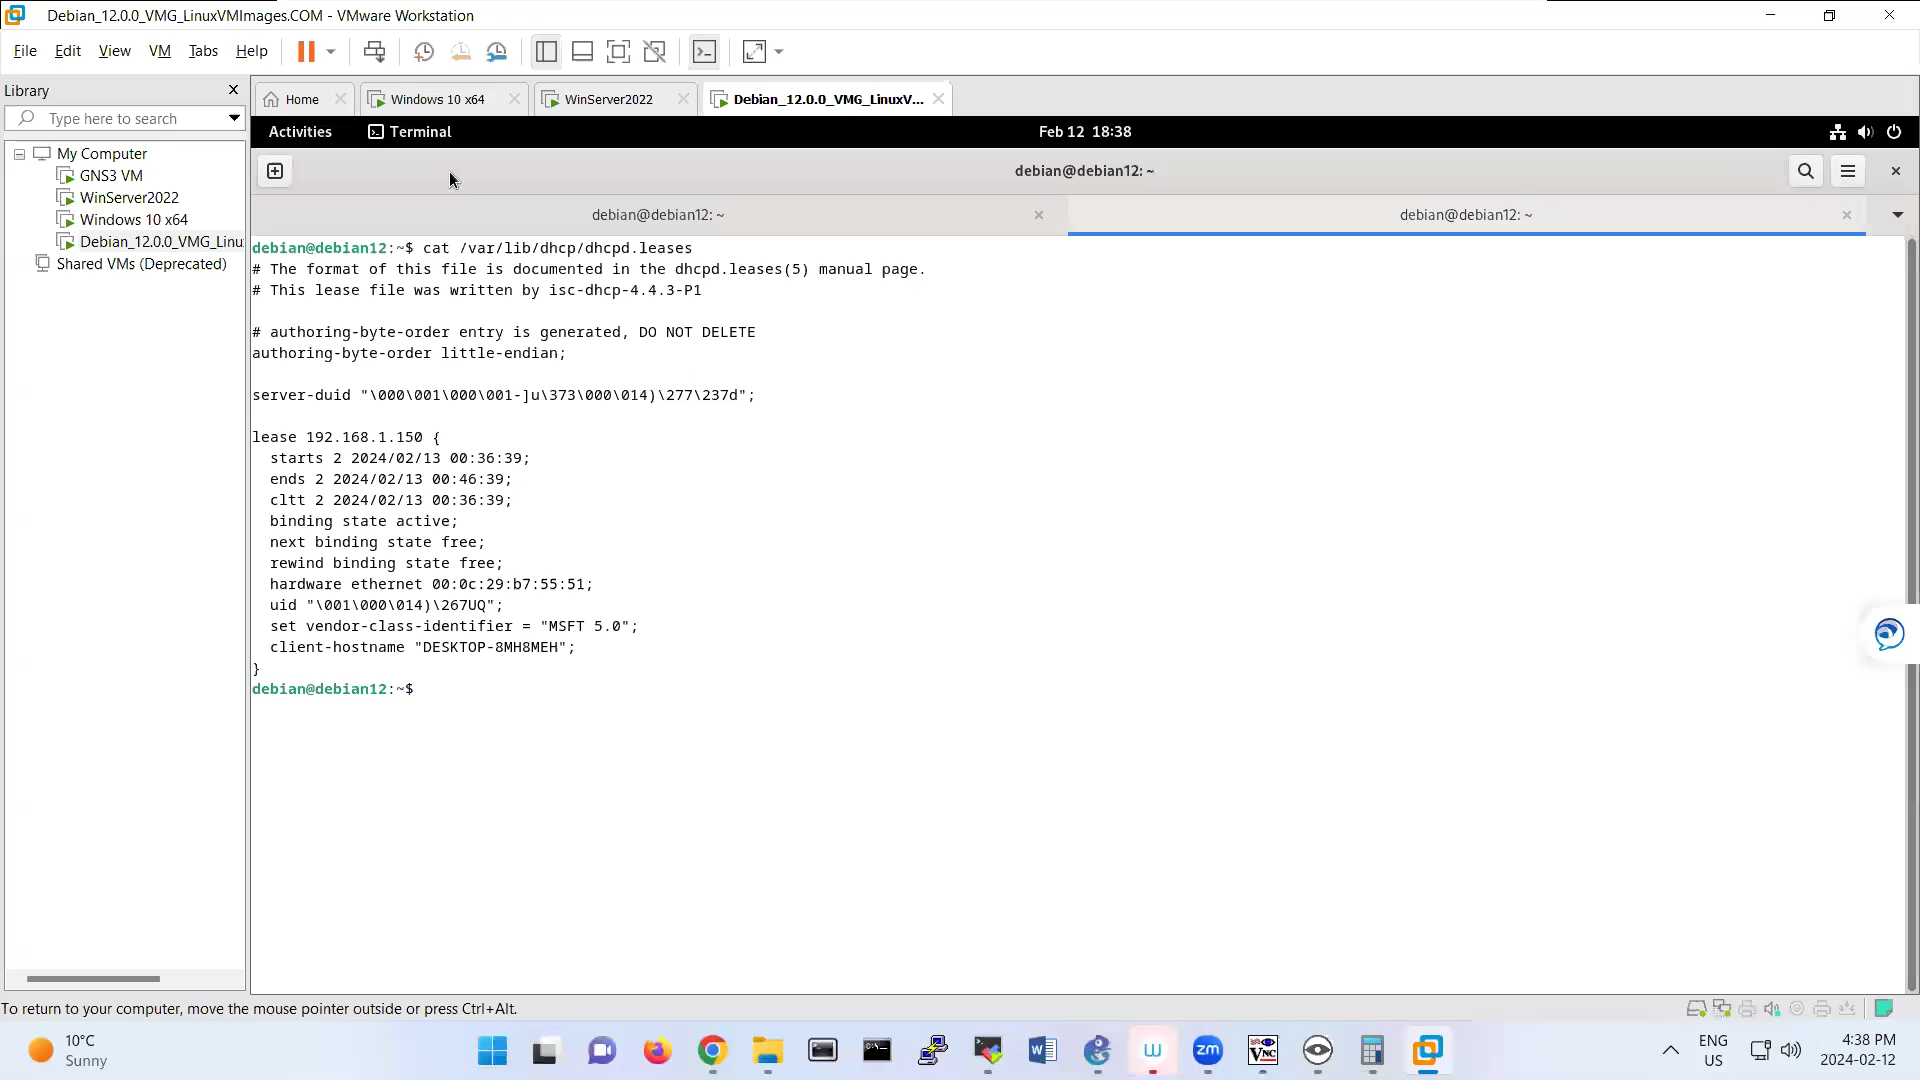 Debian_12.0.0_VMG_LinuxVMImages.COM - VMware Workstation
File Edit View VM Tabs Help
Library
Type here to search
My Computer
GNS3 VM
WinServer2022
Windows 10 x64
Debian_12.0.0_VMG_Linu
Shared VMs (Deprecated)
Home Windows 10 x64 WinServer2022 Debian_12.0.0_VMG_LinuxV...
Activities Terminal Feb 12 18:38
debian@debian12: ~
debian@debian12: ~ debian@debian12: ~
debian@debian12:~$ cat /var/lib/dhcp/dhcpd.leases
# The format of this file is documented in the dhcpd.leases(5) manual page.
# This lease file was written by isc-dhcp-4.4.3-P1
# authoring-byte-order entry is generated, DO NOT DELETE
authoring-byte-order little-endian;
server-duid "\000\001\000\001-]u\373\000\014)\277\237d";
lease 192.168.1.150 {
starts 2 2024/02/13 00:36:39;
ends 2 2024/02/13 00:46:39;
cltt 2 2024/02/13 00:36:39;
binding state active;
next binding state free;
rewind binding state free;
hardware ethernet 00:0c:29:b7:55:51;
uid "\001\000\014)\267UQ";
set vendor-class-identifier = "MSFT 5.0";
client-hostname "DESKTOP-8MH8MEH";
}
debian@debian12:~$
To return to your computer, move the mouse pointer outside or press Ctrl+Alt.
10°C
Sunny
W
zm
VNC
ENG
US
4:38 PM
2024-02-12